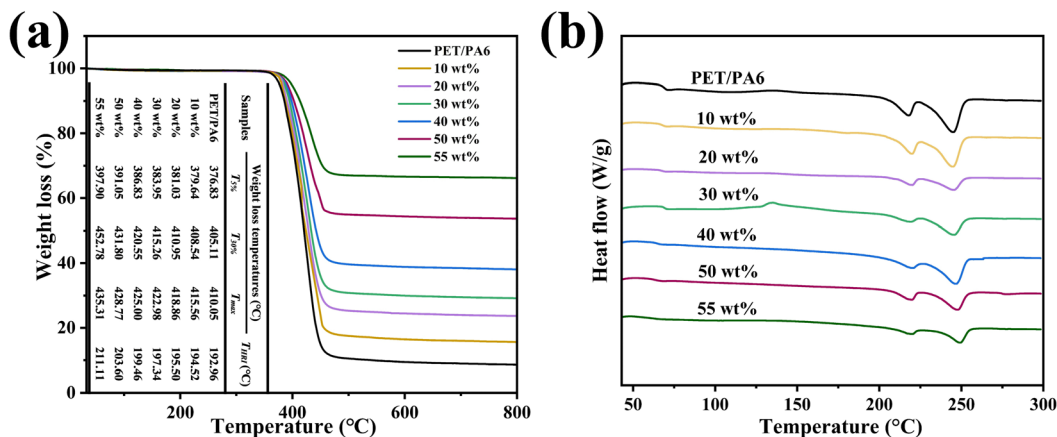 (a)
Weight loss (%)
100
80
60
40
20
0
200
400
600
800
Temperature (°C)
PET/PA6
10 wt%
20 wt%
30 wt%
40 wt%
50 wt%
55 wt%
Samples
Weight loss temperatures (°C)
T5%
T30%
Tmax
THRI (°C)
PET/PA6 376.83 405.11 410.05 192.96
10 wt% 379.64 408.54 415.56 194.52
20 wt% 381.03 410.95 418.86 195.50
30 wt% 383.95 415.26 422.98 197.34
40 wt% 386.83 420.55 425.00 199.46
50 wt% 391.05 431.80 428.77 203.60
55 wt% 397.90 452.78 435.31 211.11
(b)
Heat flow (W/g)
PET/PA6
10 wt%
20 wt%
30 wt%
40 wt%
50 wt%
55 wt%
50
100
150
200
250
300
Temperature (°C)